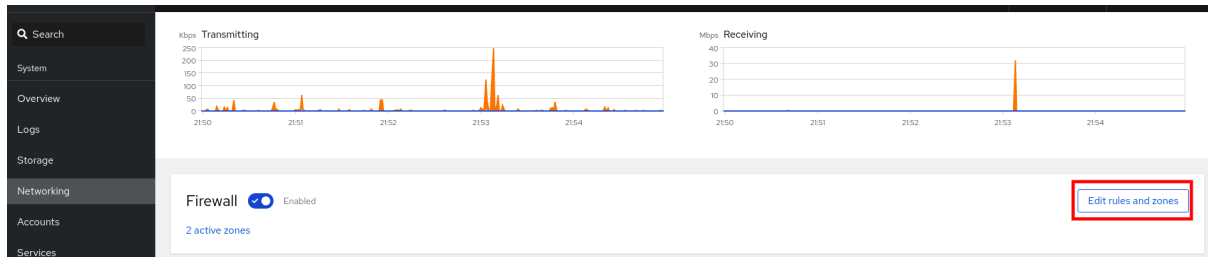 Search
System
Overview
Logs
Storage
Networking
Accounts
Services
Kbps Transmitting
250
200
150
100
50
0
21:50 21:51 21:52 21:53 21:54
Mbps Receiving
40
30
20
10
0
21:50 21:51 21:52 21:53 21:54
Firewall Enabled
Edit rules and zones
2 active zones